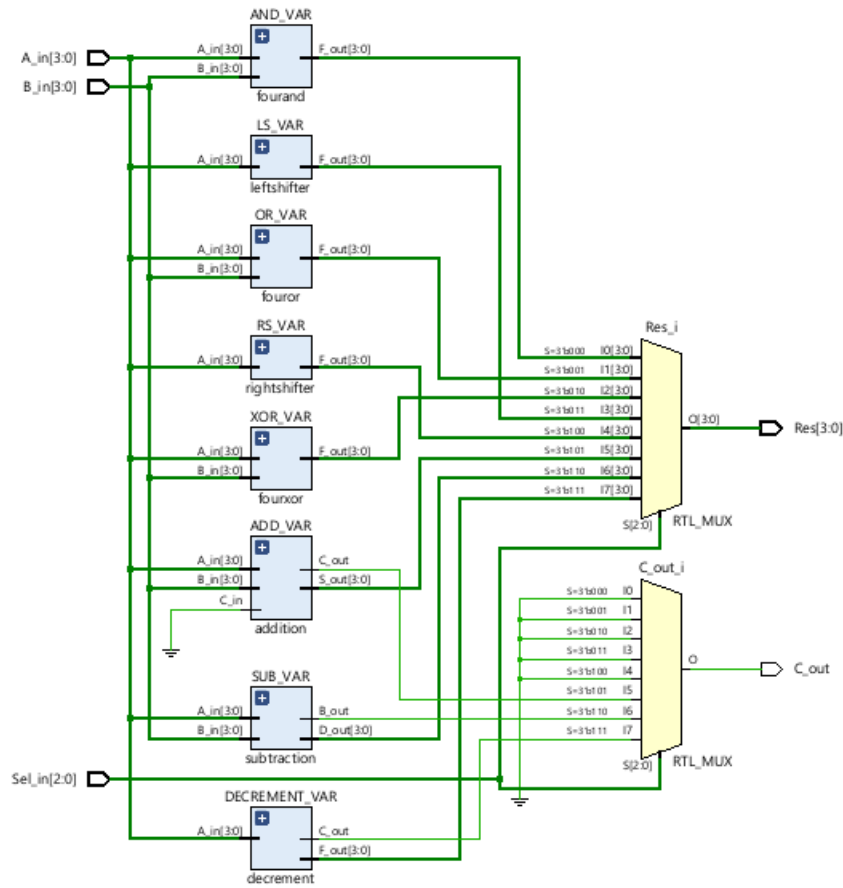 AND_VAR
A_in[3:0]
B_in[3:0]
A_in[3:0]
B_in[3:0]
F_out[3:0]
fourand
LS_VAR
A_in[3:0]
F_out[3:0]
leftshifter
OR_VAR
A_in[3:0]
B_in[3:0]
F_out[3:0]
fouror
RS_VAR
A_in[3:0]
F_out[3:0]
rightshifter
XOR_VAR
A_in[3:0]
B_in[3:0]
F_out[3:0]
fourxor
ADD_VAR
A_in[3:0]
B_in[3:0]
C_in
C_out
S_out[3:0]
addition
SUB_VAR
A_in[3:0]
B_in[3:0]
B_out
D_out[3:0]
subtraction
Sel_in[2:0]
DECREMENT_VAR
A_in[3:0]
C_out
F_out[3:0]
decrement
Res_i
S=3'b000 I0[3:0]
S=3'b001 I1[3:0]
S=3'b010 I2[3:0]
S=3'b011 I3[3:0]
S=3'b100 I4[3:0]
S=3'b101 I5[3:0]
S=3'b110 I6[3:0]
S=3'b111 I7[3:0]
S[2:0]
O[3:0]
Res[3:0]
RTL_MUX
C_out_i
S=3'b000 I0
S=3'b001 I1
S=3'b010 I2
S=3'b011 I3
S=3'b100 I4
S=3'b101 I5
S=3'b110 I6
S=3'b111 I7
S[2:0]
O
C_out
RTL_MUX